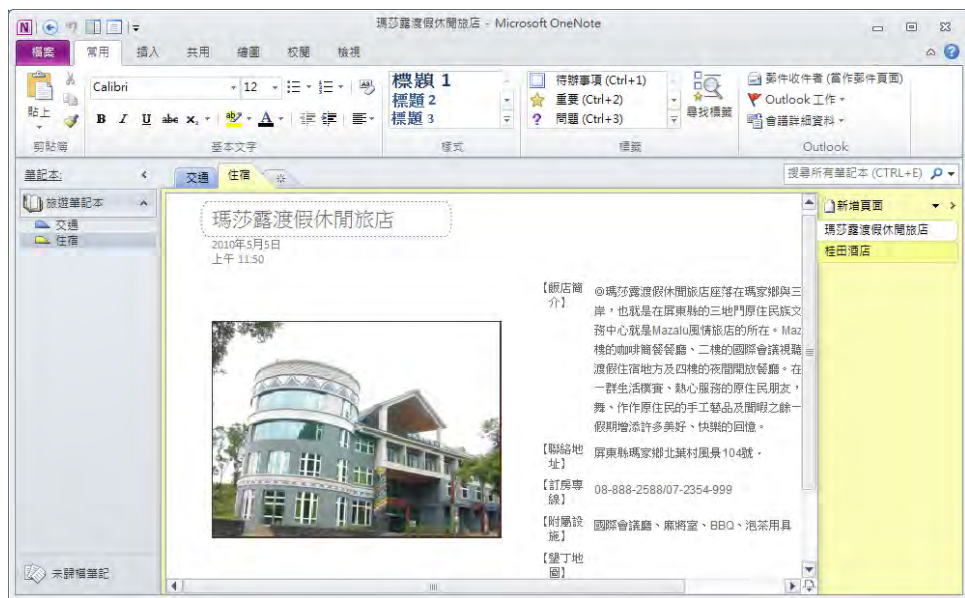 瑪莎露渡假休閒旅店 - Microsoft OneNote
檔案 常用 插入 共用 繪圖 校閱 檢視
貼上
剪貼簿
Calibri 12
B I U abc x₂ ab A
基本文字
標題 1
標題 2
標題 3
樣式
待辦事項 (Ctrl+1)
重要 (Ctrl+2)
問題 (Ctrl+3)
尋找標籤
標籤
郵件收件者 (當作郵件頁面)
Outlook 工作
會議詳細資料
Outlook
筆記本:
旅遊筆記本
交通
住宿
未歸檔筆記
交通 住宿
搜尋所有筆記本 (CTRL+E)
瑪莎露渡假休閒旅店
2010年5月5日
上午 11:50
【飯店簡介】
◎瑪莎露渡假休閒旅店座落在瑪家鄉與三
岸，也就是在屏東縣的三地門原住民族文
務中心就是Mazalu風情旅店的所在。Maz
樓的咖啡簡餐餐廳、二樓的國際會議視聽
渡假住宿地方及四樓的夜間開放餐廳。在
一群生活樸實、熱心服務的原住民朋友，
舞、作作原住民的手工藝品及閒暇之餘一
假期增添許多美好、快樂的回憶。
【聯絡地址】
屏東縣瑪家鄉北葉村風景104號。
【訂房專線】
08-888-2588/07-2354-999
【附屬設施】
國際會議廳、麻將室、BBQ、泡茶用具
【墾丁地圖】
新增頁面
瑪莎露渡假休閒旅店
桂田酒店